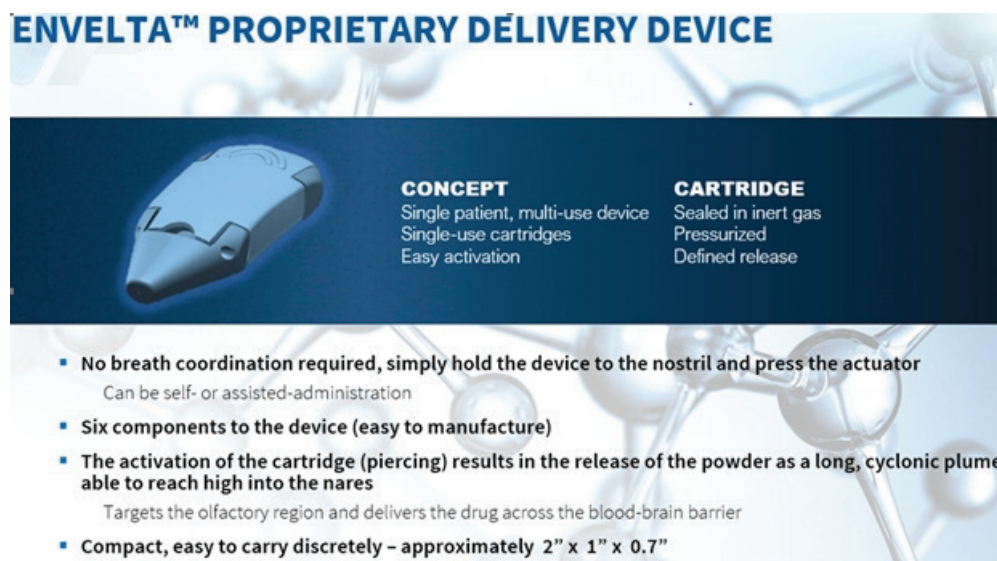 ENVELTA™ PROPRIETARY DELIVERY DEVICE
CONCEPT
Single patient, multi-use device
Single-use cartridges
Easy activation
CARTRIDGE
Sealed in inert gas
Pressurized
Defined release
▪ No breath coordination required, simply hold the device to the nostril and press the actuator
Can be self- or assisted-administration
▪ Six components to the device (easy to manufacture)
▪ The activation of the cartridge (piercing) results in the release of the powder as a long, cyclonic plume
able to reach high into the nares
Targets the olfactory region and delivers the drug across the blood-brain barrier
▪ Compact, easy to carry discretely – approximately 2” x 1” x 0.7”